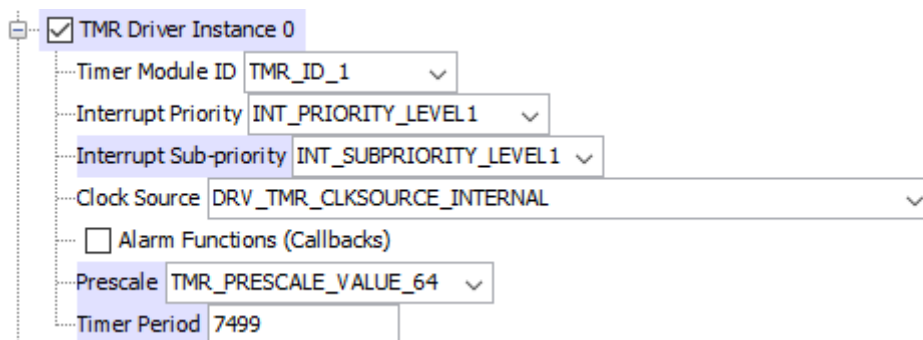 TMR Driver Instance 0
Timer Module ID TMR_ID_1
Interrupt Priority INT_PRIORITY_LEVEL1
Interrupt Sub-priority INT_SUBPRIORITY_LEVEL1
Clock Source DRV_TMR_CLKSOURCE_INTERNAL
Alarm Functions (Callbacks)
Prescale TMR_PRESCALE_VALUE_64
Timer Period 7499